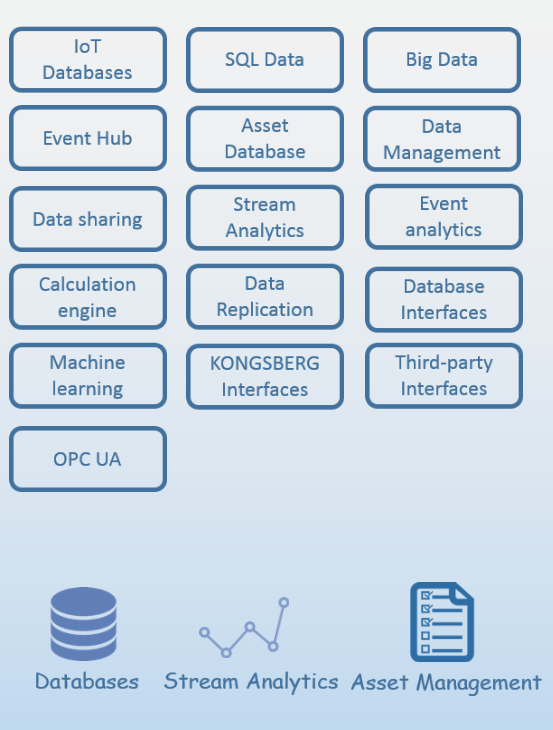 IoT
Databases
SQL Data
Big Data
Event Hub
Asset
Database
Data
Management
Data sharing
Stream
Analytics
Event
analytics
Calculation
engine
Data
Replication
Database
Interfaces
Machine
learning
KONGSBERG
Interfaces
Third-party
Interfaces
OPC UA
Databases
Stream Analytics
Asset Management